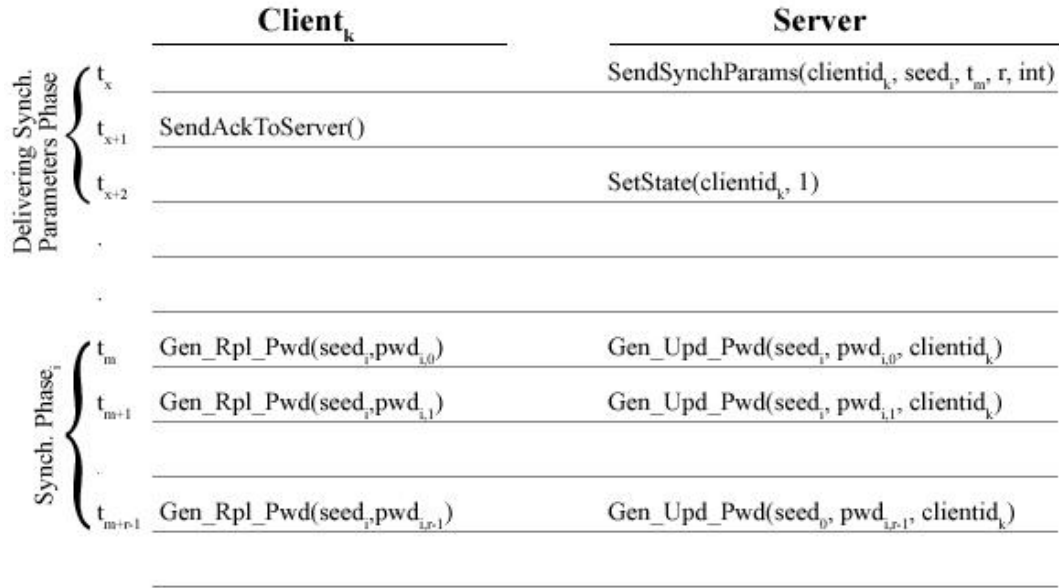 Client_k Server
Delivering Synch.
Parameters Phase
t_x SendSynchParams(clientid_k, seed_i, t_m, r, int)
t_x+1 SendAckToServer()
t_x+2 SetState(clientid_k, 1)
.
.
Synch. Phase_i
t_m Gen_Rpl_Pwd(seed_i,pwd_i,0) Gen_Upd_Pwd(seed_i, pwd_i,0, clientid_k)
t_m+1 Gen_Rpl_Pwd(seed_i,pwd_i,1) Gen_Upd_Pwd(seed_i, pwd_i,1, clientid_k)
.
t_m+r-1 Gen_Rpl_Pwd(seed_i,pwd_i,r-1) Gen_Upd_Pwd(seed_0, pwd_i,r-1, clientid_k)